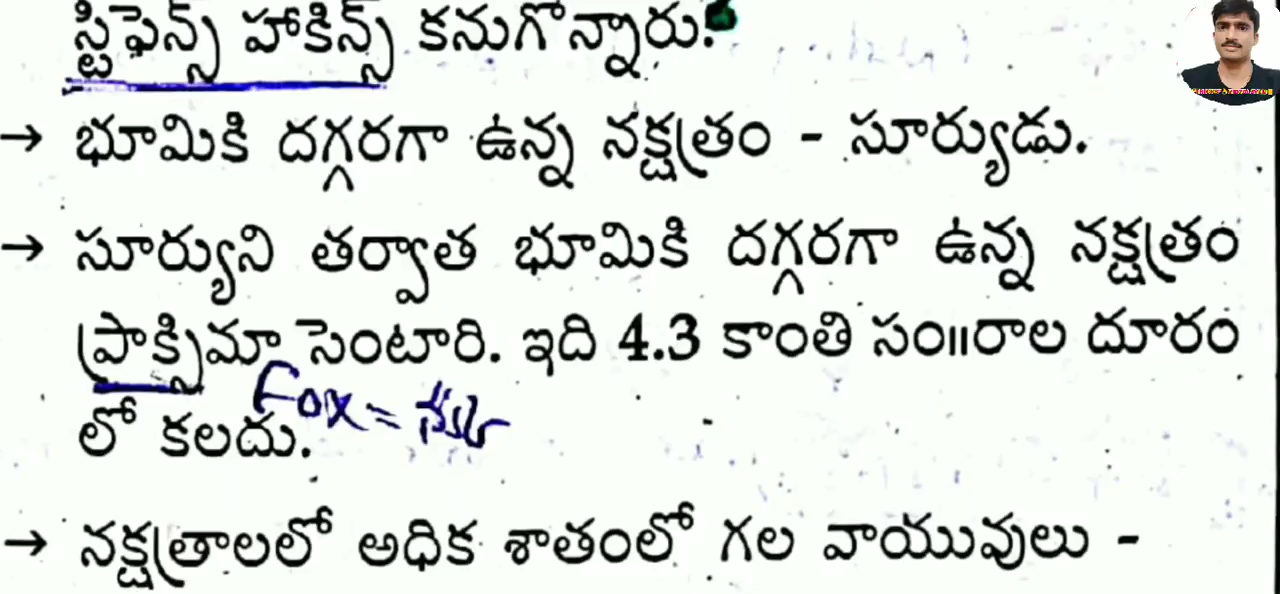 స్టిఫెన్స్ హాకిన్స్ కనుగొన్నారు.
→ భూమికి దగ్గరగా ఉన్న నక్షత్రం - సూర్యుడు.
→ సూర్యుని తర్వాత భూమికి దగ్గరగా ఉన్న నక్షత్రం
ప్రాక్సిమా సెంటారి. ఇది 4.3 కాంతి సం॥రాల దూరం
Fox =
లో కలదు.
→ నక్షత్రాలలో అధిక శాతంలో గల వాయువులు -